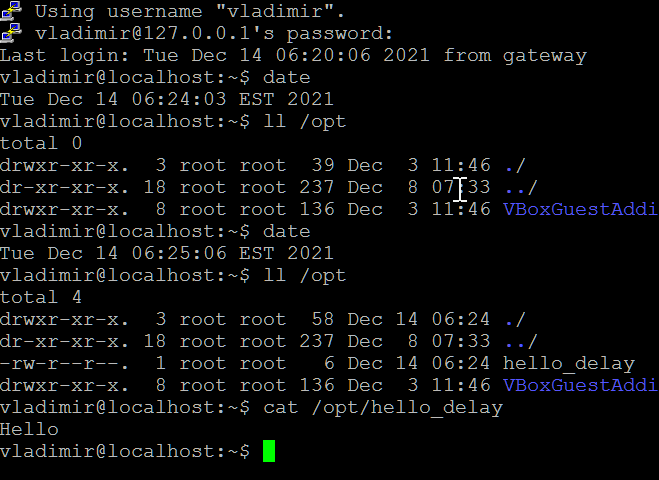 Using username "vladimir".
vladimir@127.0.0.1's password:
Last login: Tue Dec 14 06:20:06 2021 from gateway
vladimir@localhost:~$ date
Tue Dec 14 06:24:03 EST 2021
vladimir@localhost:~$ ll /opt
total 0
drwxr-xr-x.  3 root root  39 Dec  3 11:46 ./
dr-xr-xr-x. 18 root root 237 Dec  8 07:33 ../
drwxr-xr-x.  8 root root 136 Dec  3 11:46 VBoxGuestAddi
vladimir@localhost:~$ date
Tue Dec 14 06:25:06 EST 2021
vladimir@localhost:~$ ll /opt
total 4
drwxr-xr-x.  3 root root  58 Dec 14 06:24 ./
dr-xr-xr-x. 18 root root 237 Dec  8 07:33 ../
-rw-r--r--.  1 root root   6 Dec 14 06:24 hello_delay
drwxr-xr-x.  8 root root 136 Dec  3 11:46 VBoxGuestAddi
vladimir@localhost:~$ cat /opt/hello_delay
Hello
vladimir@localhost:~$